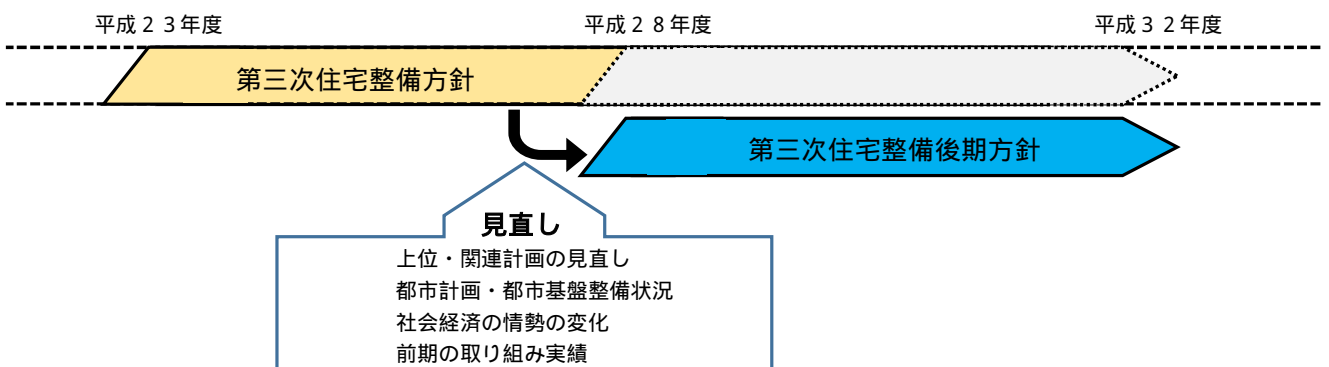 平成２３年度 平成２８年度 平成３２年度
第三次住宅整備方針
第三次住宅整備後期方針
見直し
上位・関連計画の見直し
都市計画・都市基盤整備状況
社会経済の情勢の変化
前期の取り組み実績